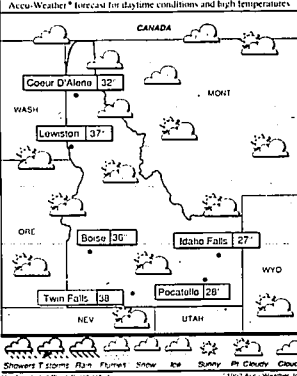 Accu-Weather® forecast for daytime conditions and high temperatures
CANADA
Coeur D'Alene 32°
WASH
MONT
Lewiston 37°
ORE
Boise 36°
Idaho Falls 27°
WYO
Twin Falls 38
Pocatello 28°
NEV
UTAH
Showers T storms Rain Flurries Snow Ice Sunny Pt Cloudy Cloudy